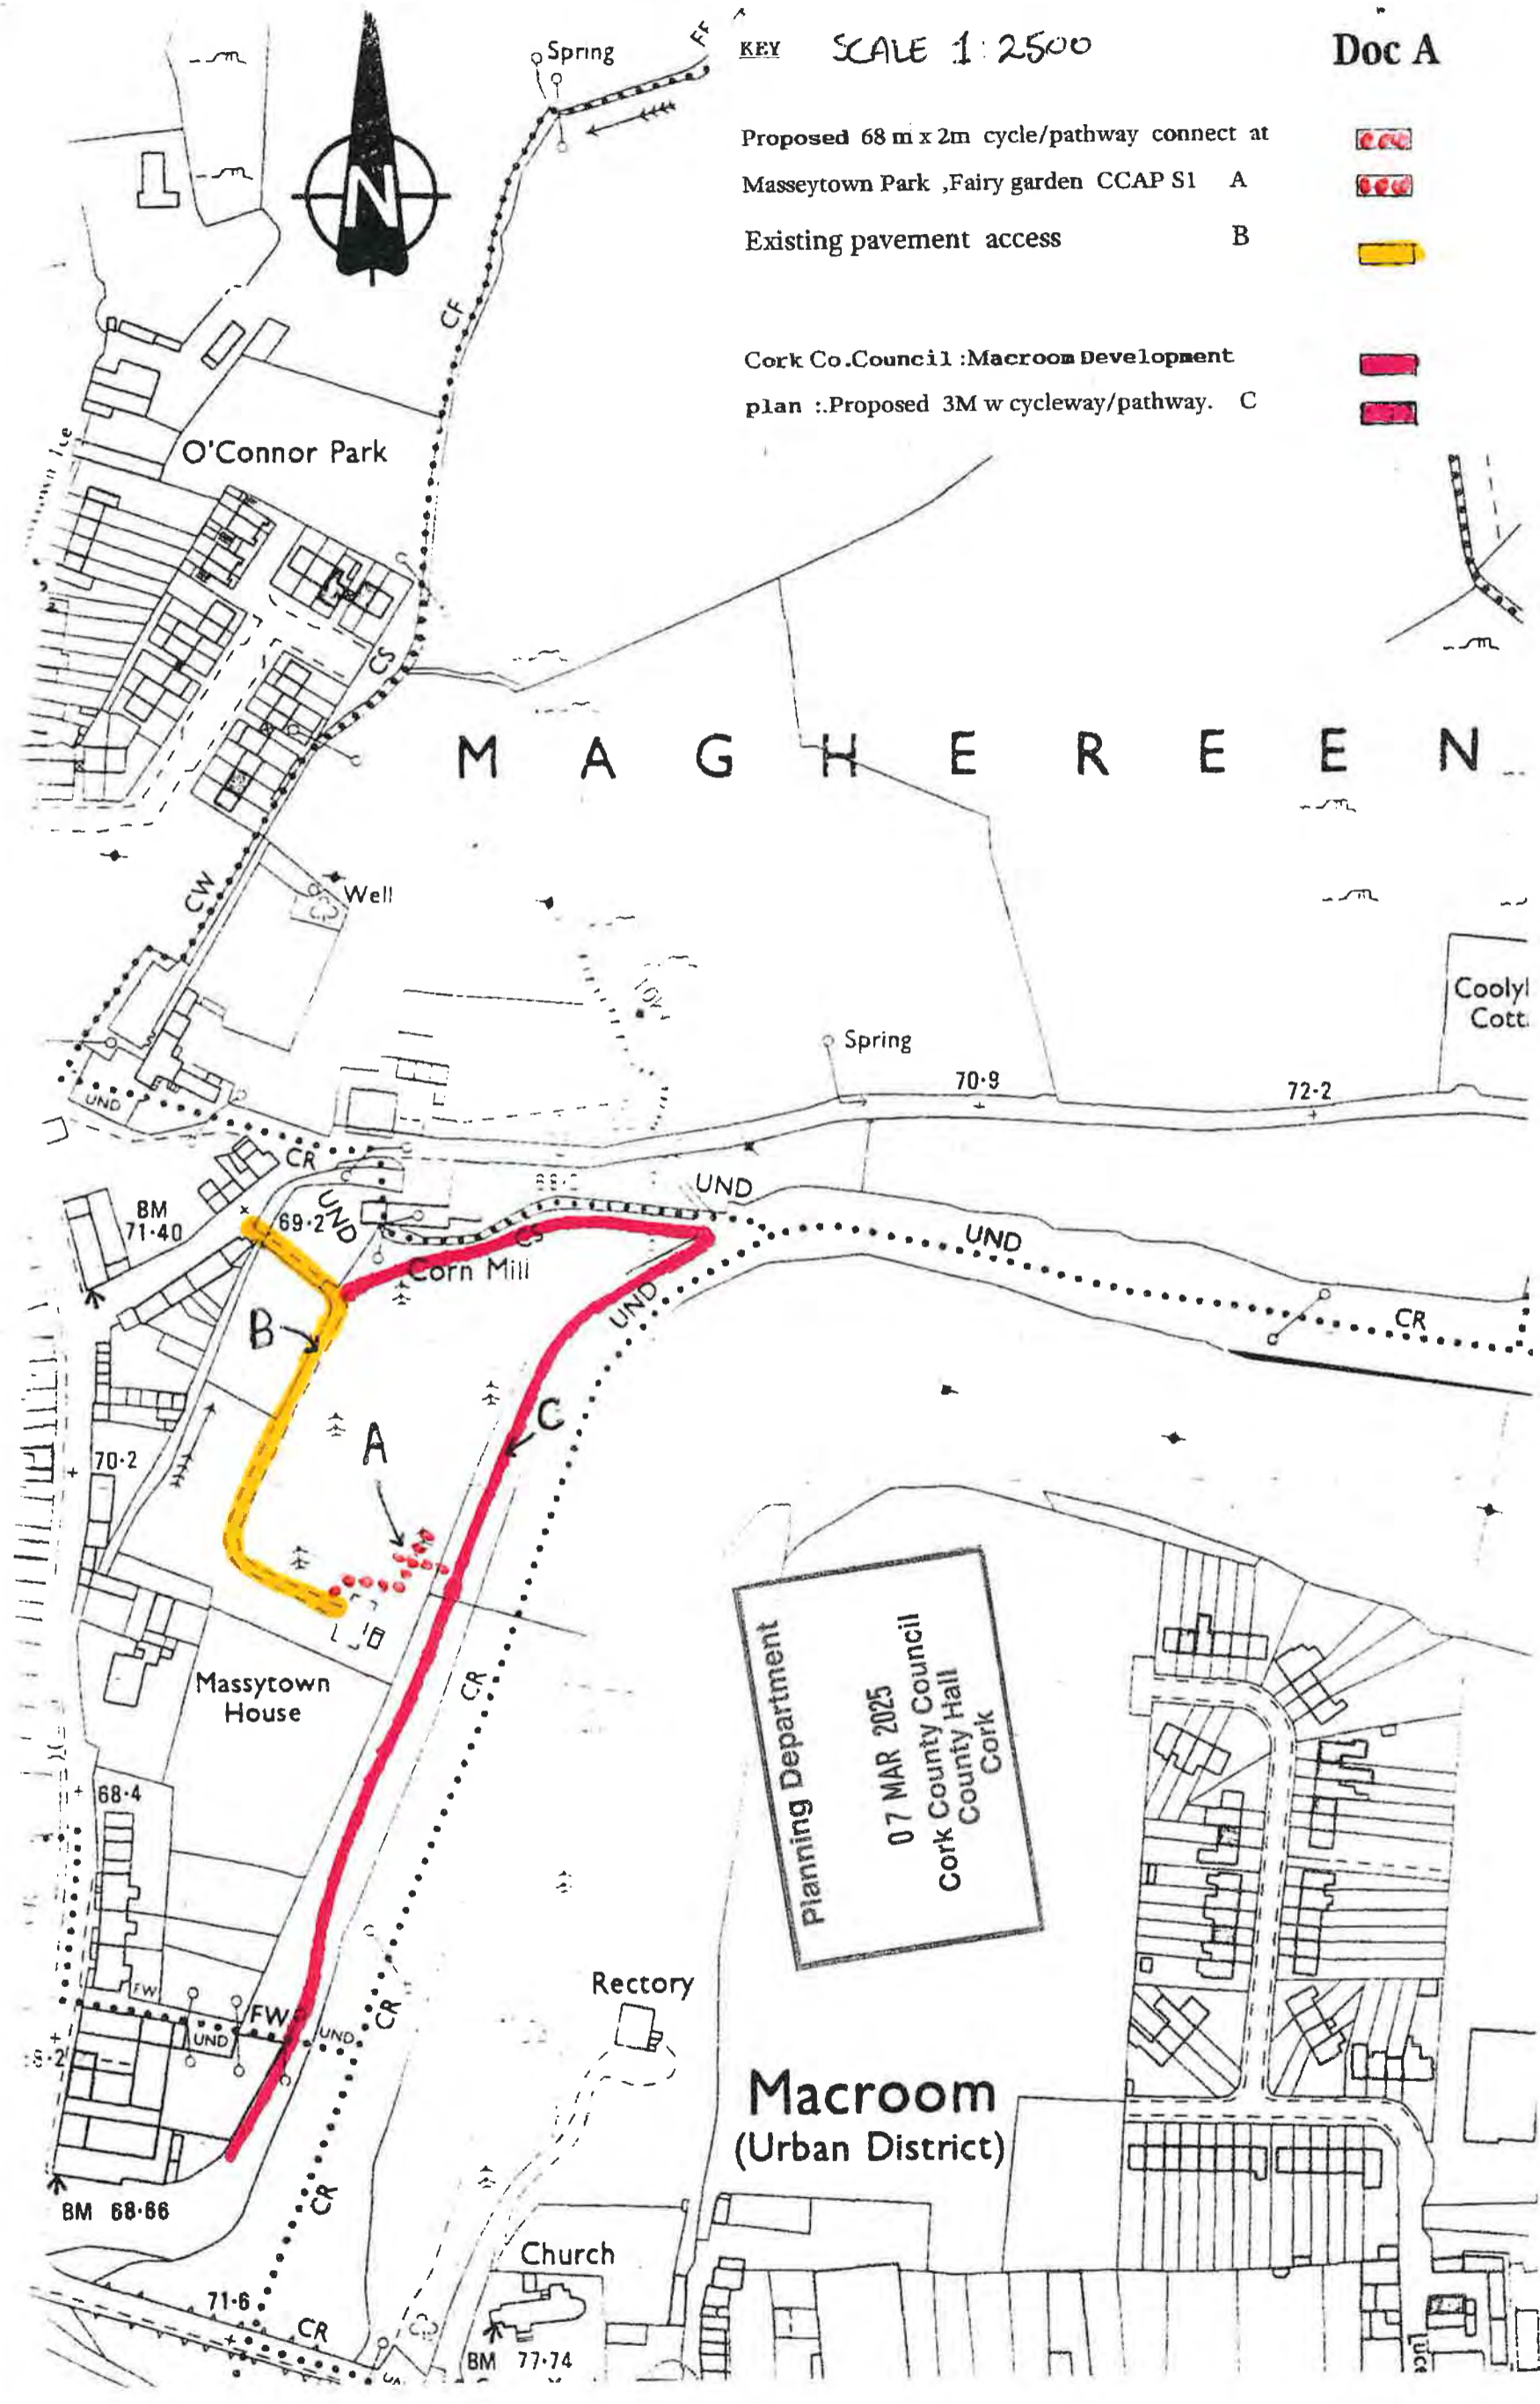 KEY SCALE 1:2500
Doc A
Proposed 68 m x 2m cycle/pathway connect at
Masseytown Park ,Fairy garden CCAP S1 A
Existing pavement access B
Cork Co.Council :Macroom Development
plan :.Proposed 3M w cycleway/pathway. C
Spring
FF
N
CF
O'Connor Park
CS
M A G H E R E E N
CW
Well
Spring
Coolyl
Cott.
70·9
72·2
UND
CR
UND
UND
BM
71·40
69·2
UND
CS
Corn Mill
UND
CR
B
C
A
70·2
Massytown
House
CR
Planning Department
07 MAR 2025
Cork County Council
County Hall
Cork
68·4
FW
FW
UND
UND
CR
Rectory
Macroom
(Urban District)
CR
BM 68·66
Church
71·6
CR
BM 77·74